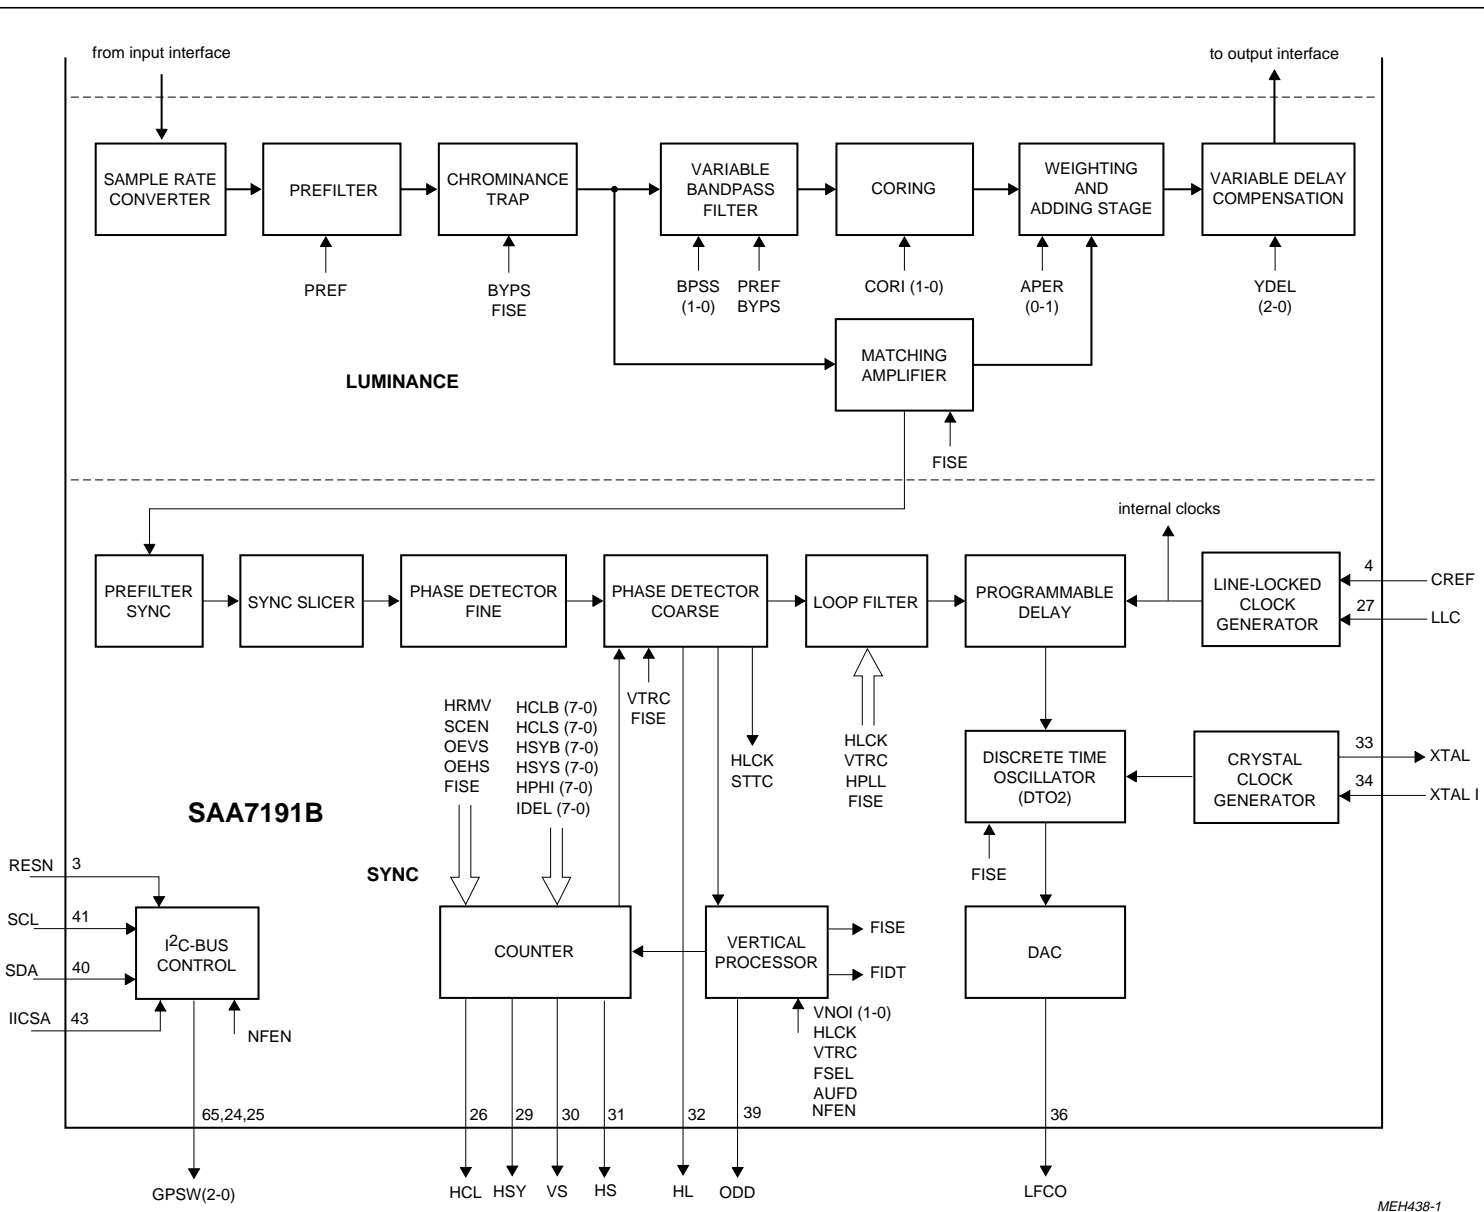 from input interface
to output interface
SAMPLE RATE
CONVERTER
PREFILTER
CHROMINANCE
TRAP
VARIABLE
BANDPASS
FILTER
CORING
WEIGHTING
AND
ADDING STAGE
VARIABLE DELAY
COMPENSATION
PREF
BYPS
FISE
BPSS
(1-0)
PREF
BYPS
CORI (1-0)
APER
(0-1)
YDEL
(2-0)
MATCHING
AMPLIFIER
LUMINANCE
FISE
internal clocks
PREFILTER
SYNC
SYNC SLICER
PHASE DETECTOR
FINE
PHASE DETECTOR
COARSE
LOOP FILTER
PROGRAMMABLE
DELAY
LINE-LOCKED
CLOCK
GENERATOR
4
CREF
27
LLC
HRMV
SCEN
OEVS
OEHS
FISE
HCLB (7-0)
HCLS (7-0)
HSYB (7-0)
HSYS (7-0)
HPHI (7-0)
IDEL (7-0)
VTRC
FISE
HLCK
STTC
HLCK
VTRC
HPLL
FISE
DISCRETE TIME
OSCILLATOR
(DTO2)
CRYSTAL
CLOCK
GENERATOR
33
XTAL
34
XTAL I
SAA7191B
SYNC
FISE
RESN
3
SCL
41
SDA
40
IICSA
43
I2C-BUS
CONTROL
NFEN
COUNTER
VERTICAL
PROCESSOR
FISE
FIDT
DAC
VNOI (1-0)
HLCK
VTRC
FSEL
AUFD
NFEN
65,24,25
26
29
30
31
32
39
36
GPSW(2-0)
HCL
HSY
VS
HS
HL
ODD
LFCO
MEH438-1